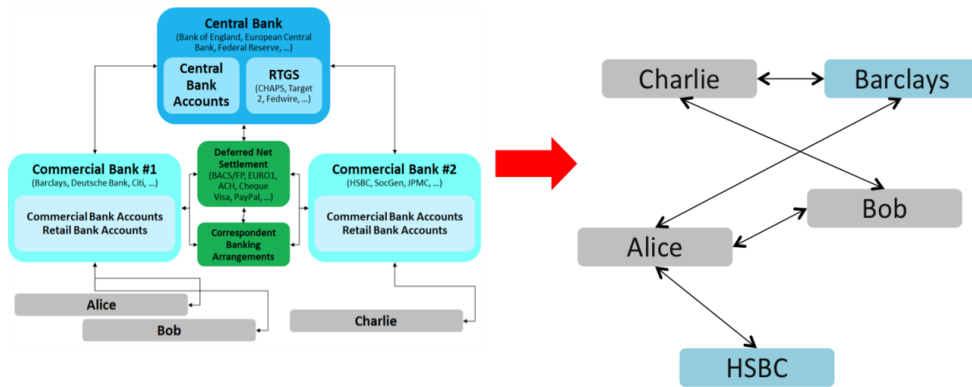 Central Bank
(Bank of England, European Central
Bank, Federal Reserve, ...)
Central
Bank
Accounts
RTGS
(CHAPS, Target
2, Fedwire, ...)
Deferred Net
Settlement
(BACS/FP, EURO1,
ACH, Cheque
Visa, PayPal, ...)
Commercial Bank #1
(Barclays, Deutsche Bank, Citi, ...)
Commercial Bank Accounts
Retail Bank Accounts
Commercial Bank #2
(HSBC, SocGen, JPMC, ...)
Commercial Bank Accounts
Retail Bank Accounts
Correspondent
Banking
Arrangements
Alice
Bob
Charlie
Charlie
Barclays
Bob
Alice
HSBC